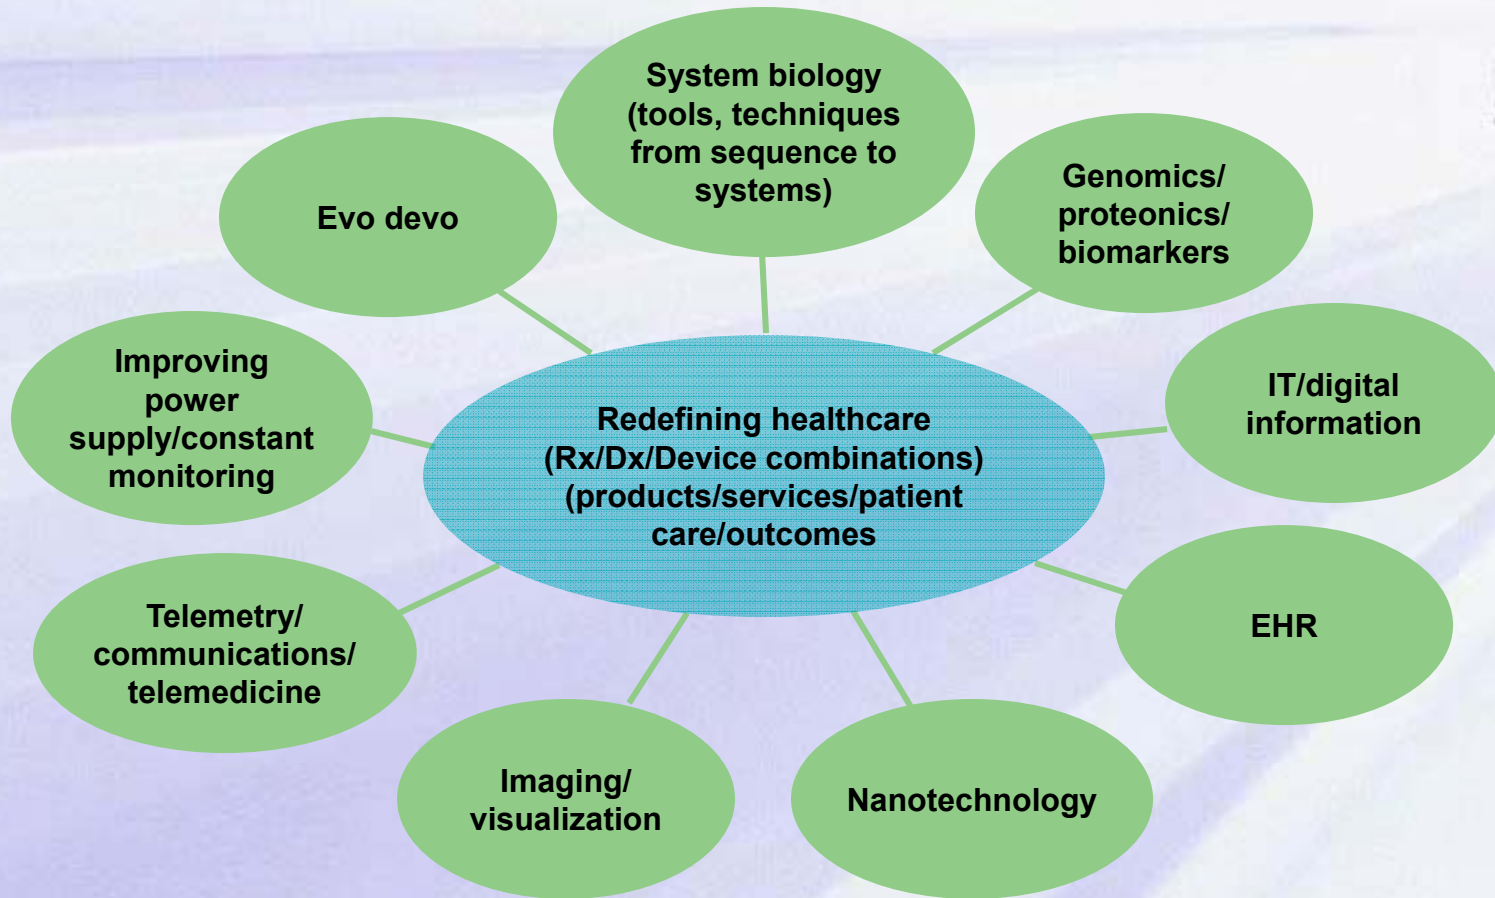 System biology
(tools, techniques
from sequence to
systems)
Genomics/
proteonics/
biomarkers
Evo devo
Improving
power
supply/constant
monitoring
IT/digital
information
Redefining healthcare
(Rx/Dx/Device combinations)
(products/services/patient
care/outcomes
Telemetry/
communications/
telemedicine
EHR
Imaging/
visualization
Nanotechnology